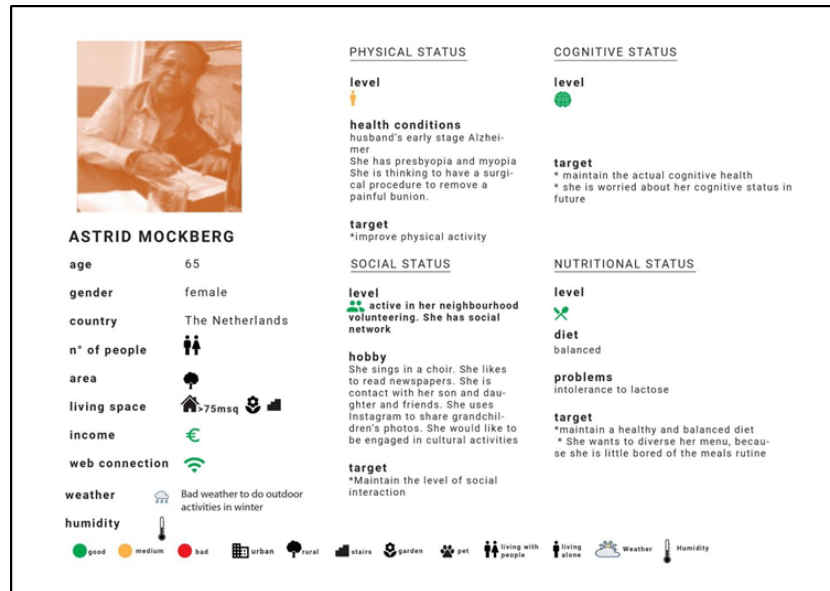 ASTRID MOCKBERG
age 65
gender female
country The Netherlands
n° of people
area
living space >75msq
income
web connection
weather Bad weather to do outdoor
activities in winter
humidity
PHYSICAL STATUS
level
health conditions
husband's early stage Alzhei-
mer
She has presbyopia and myopia
She is thinking to have a surgi-
cal procedure to remove a
painful bunion.
target
*improve physical activity
COGNITIVE STATUS
level
target
* maintain the actual cognitive health
* she is worried about her cognitive status in
future
SOCIAL STATUS
level
active in her neighbourhood
volunteering. She has social
network
hobby
She sings in a choir. She likes
to read newspapers. She is
contact with her son and dau-
ghter and friends. She uses
Instagram to share grandchil-
dren's photos. She would like to
be engaged in cultural activities
target
*Maintain the level of social
interaction
NUTRITIONAL STATUS
level
diet
balanced
problems
intolerance to lactose
target
*maintain a healthy and balanced diet
* She wants to diverse her menu, becau-
se she is little bored of the meals rutine
good medium bad urban rural stairs garden pet living with people living alone Weather Humidity